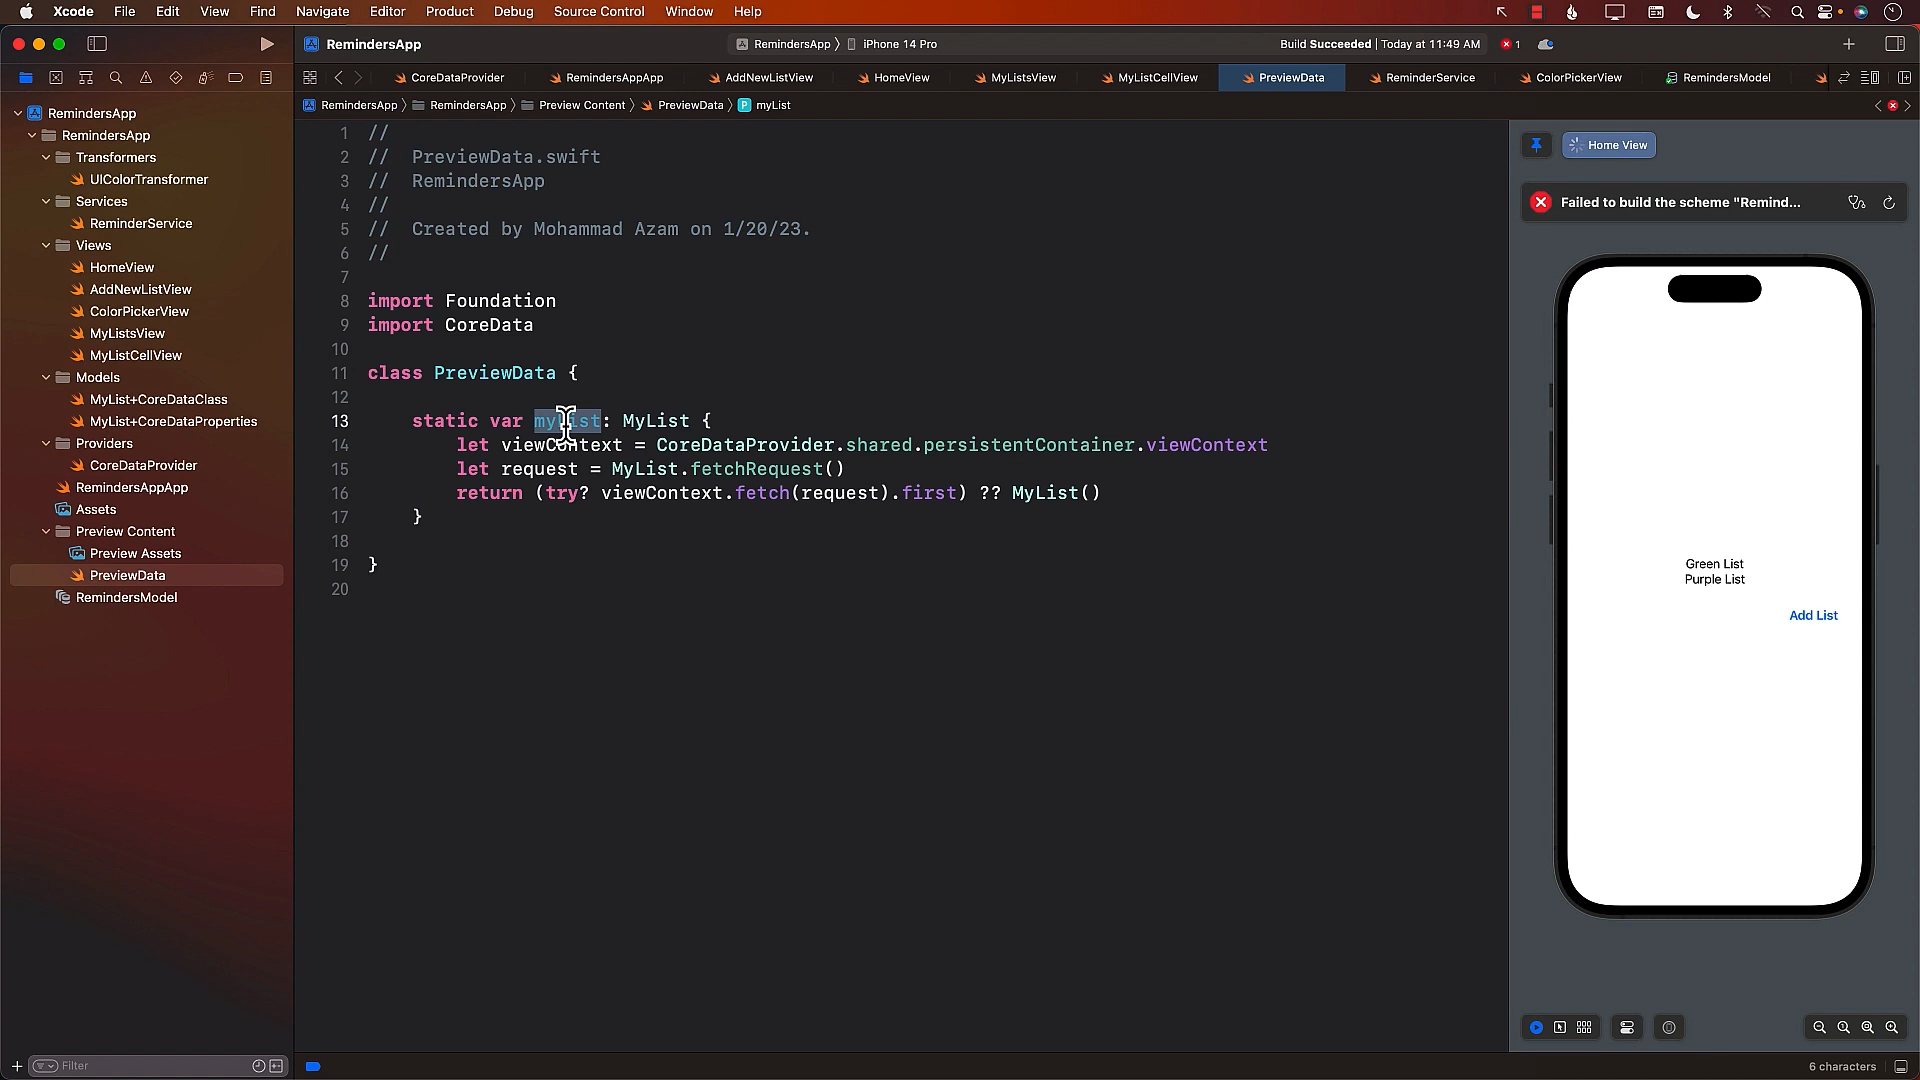 Xcode File Edit View Find Navigate Editor Product Debug Source Control Window Help
RemindersApp
RemindersApp 〉 iPhone 14 Pro
Build Succeeded | Today at 11:49 AM
1
CoreDataProvider
RemindersAppApp
AddNewListView
HomeView
MyListsView
MyListCellView
PreviewData
ReminderService
ColorPickerView
RemindersModel
RemindersApp 〉 RemindersApp 〉 Preview Content 〉 PreviewData 〉 P myList
RemindersApp
RemindersApp
Transformers
UIColorTransformer
Services
ReminderService
Views
HomeView
AddNewListView
ColorPickerView
MyListsView
MyListCellView
Models
MyList+CoreDataClass
MyList+CoreDataProperties
Providers
CoreDataProvider
RemindersAppApp
Assets
Preview Content
Preview Assets
PreviewData
RemindersModel
Filter
1 //
2 //  PreviewData.swift
3 //  RemindersApp
4 //
5 //  Created by Mohammad Azam on 1/20/23.
6 //
7
8 import Foundation
9 import CoreData
10
11 class PreviewData {
12
13     static var myList: MyList {
14         let viewContext = CoreDataProvider.shared.persistentContainer.viewContext
15         let request = MyList.fetchRequest()
16         return (try? viewContext.fetch(request).first) ?? MyList()
17     }
18
19 }
20
Home View
Failed to build the scheme "Remind...
Green List
Purple List
Add List
6 characters